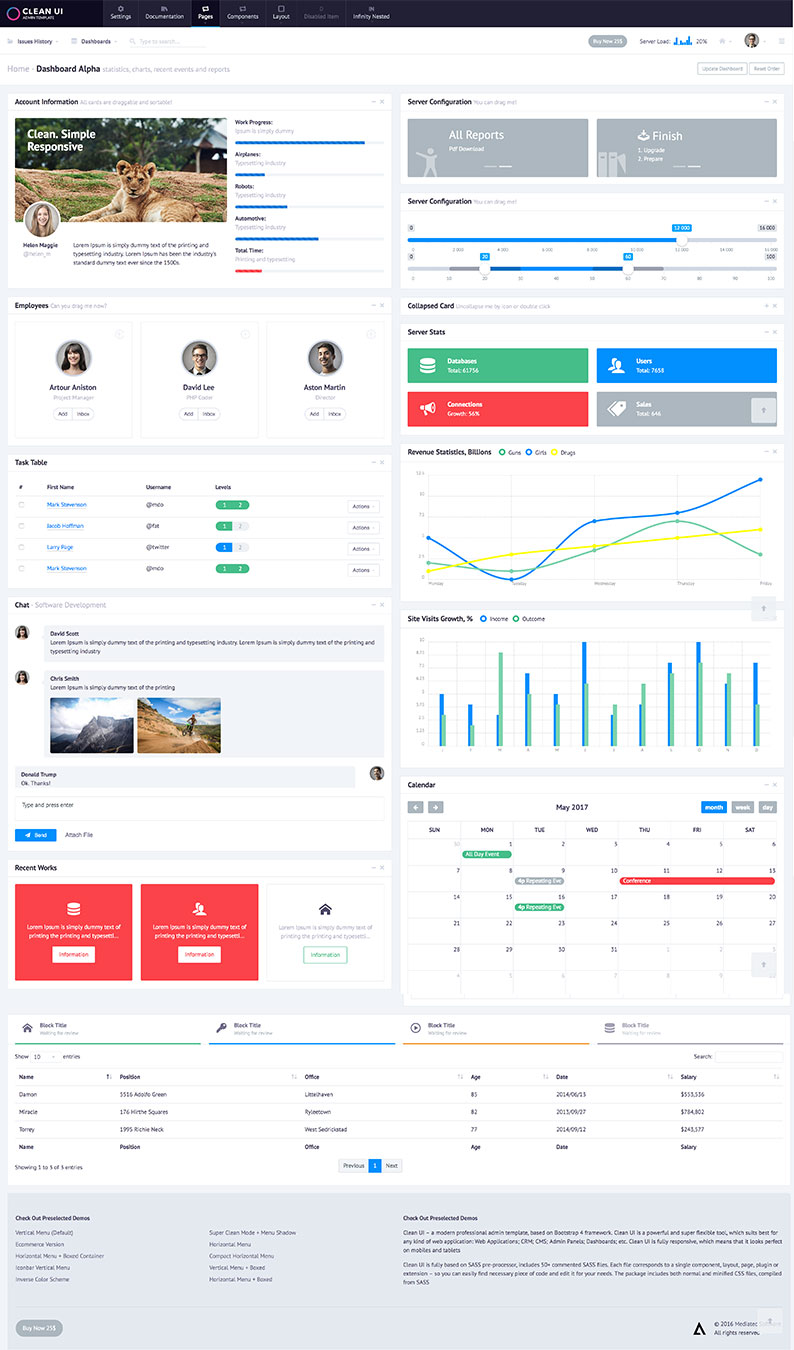 CLEAN UI
ADMIN TEMPLATE
Settings
Documentation
Pages
Components
Layout
Disabled Item
Infinity Nested
Issues History
Dashboards
Type to search...
Buy Now 25$
Server Load:
20%
Home - Dashboard Alpha statistics, charts, recent events and reports
Update Dashboard
Reset Order
Account Information All cards are draggable and sortable!
Clean. Simple
Responsive
Helen Maggie
@helen_m
Lorem Ipsum is simply dummy text of the printing and
typesetting industry. Lorem Ipsum has been the industry's
standard dummy text ever since the 1500s.
Work Progress:
Ipsum is simply dummy
Airplanes:
Typesetting industry
Robots:
Typesetting industry
Automotive:
Typesetting industry
Total Time:
Printing and typesetting
Employees Can you drag me now?
Artour Aniston
Project Manager
Add Inbox
David Lee
PHP Coder
Add Inbox
Aston Martin
Director
Add Inbox
Task Table
# First Name Username Levels
Mark Stevenson @mco 1 2 Actions
Jacob Hoffman @fat 1 2 Actions
Larry Page @twitter 1 2 Actions
Mark Stevenson @mco 1 2 Actions
Chat - Software Development
David Scott
Lorem Ipsum is simply dummy text of the printing and typesetting industry. Lorem Ipsum is simply dummy text of the printing and
typesetting industry
Chris Smith
Lorem Ipsum is simply dummy text of the printing
Donald Trump
Ok. Thanks!
Type and press enter
Send
Attach File
Recent Works
Lorem Ipsum is simply dummy text of
printing the printing and typesetti...
Information
Lorem Ipsum is simply dummy text of
printing the printing and typesetti...
Information
Lorem Ipsum is simply dummy text of
printing the printing and typesetti...
Information
Server Configuration You can drag me!
All Reports
Pdf Download
Finish
1. Upgrade
2. Prepare
Server Configuration You can drag me!
0 12 000 16 000
0 2 000 4 000 6 000 8 000 10 000 12 000 14 000 16 000
0 20 60 100
0 10 20 30 40 50 60 70 80 90 100
Collapsed Card Uncollapse me by icon or double click
Server Stats
Databases
Total: 61756
Users
Total: 7658
Connections
Growth: 56%
Sales
Total: 646
Revenue Statistics, Billions Guns Girls Drugs
Monday Tuesday Wednesday Thursday Friday
Site Visits Growth, % Income Outcome
J F M A M J J A S O N D
Calendar
May 2017
month week day
SUN MON TUE WED THU FRI SAT
30 1 2 3 4 5 6
All Day Event
7 8 9 10 11 12 13
4p Repeating Eve
Conference
14 15 16 17 18 19 20
4p Repeating Eve
21 22 23 24 25 26 27
28 29 30 31 1 2 3
4 5 6 7 8 9 10
Block Title
Waiting for review
Block Title
Waiting for review
Block Title
Waiting for review
Block Title
Waiting for review
Show 10 entries
Search:
Name Position Office Age Date Salary
Damon 5516 Adolfo Green Littelhaven 85 2014/06/13 $553,536
Miracle 176 Hirthe Squares Ryleetown 82 2013/09/27 $784,802
Torrey 1995 Richie Neck West Sedrickstad 77 2014/09/12 $243,577
Name Position Office Age Date Salary
Showing 1 to 3 of 3 entries
Previous 1 Next
Check Out Preselected Demos
Vertical Menu (Default)
Ecommerce Version
Horizontal Menu + Boxed Container
Iconbar Vertical Menu
Inverse Color Scheme
Super Clean Mode + Menu Shadow
Horizontal Menu
Compact Horizontal Menu
Vertical Menu + Boxed
Horizontal Menu + Boxed
Check Out Preselected Demos
Clean UI – a modern professional admin template, based on Bootstrap 4 framework. Clean UI is a powerful and super flexible tool, which suits best for
any kind of web application: Web Applications; CRM; CMS; Admin Panels; Dashboards; etc. Clean UI is fully responsive, which means that it looks perfect
on mobiles and tablets
Clean UI is fully based on SASS pre-processor, includes 50+ commented SASS files. Each file corresponds to a single component, layout, page, plugin or
extension – so you can easily find necessary piece of code and edit it for your needs. The package includes both normal and minified CSS files, compiled
from SASS
Buy Now 25$
© 2016 Mediatec Software
All rights reserved